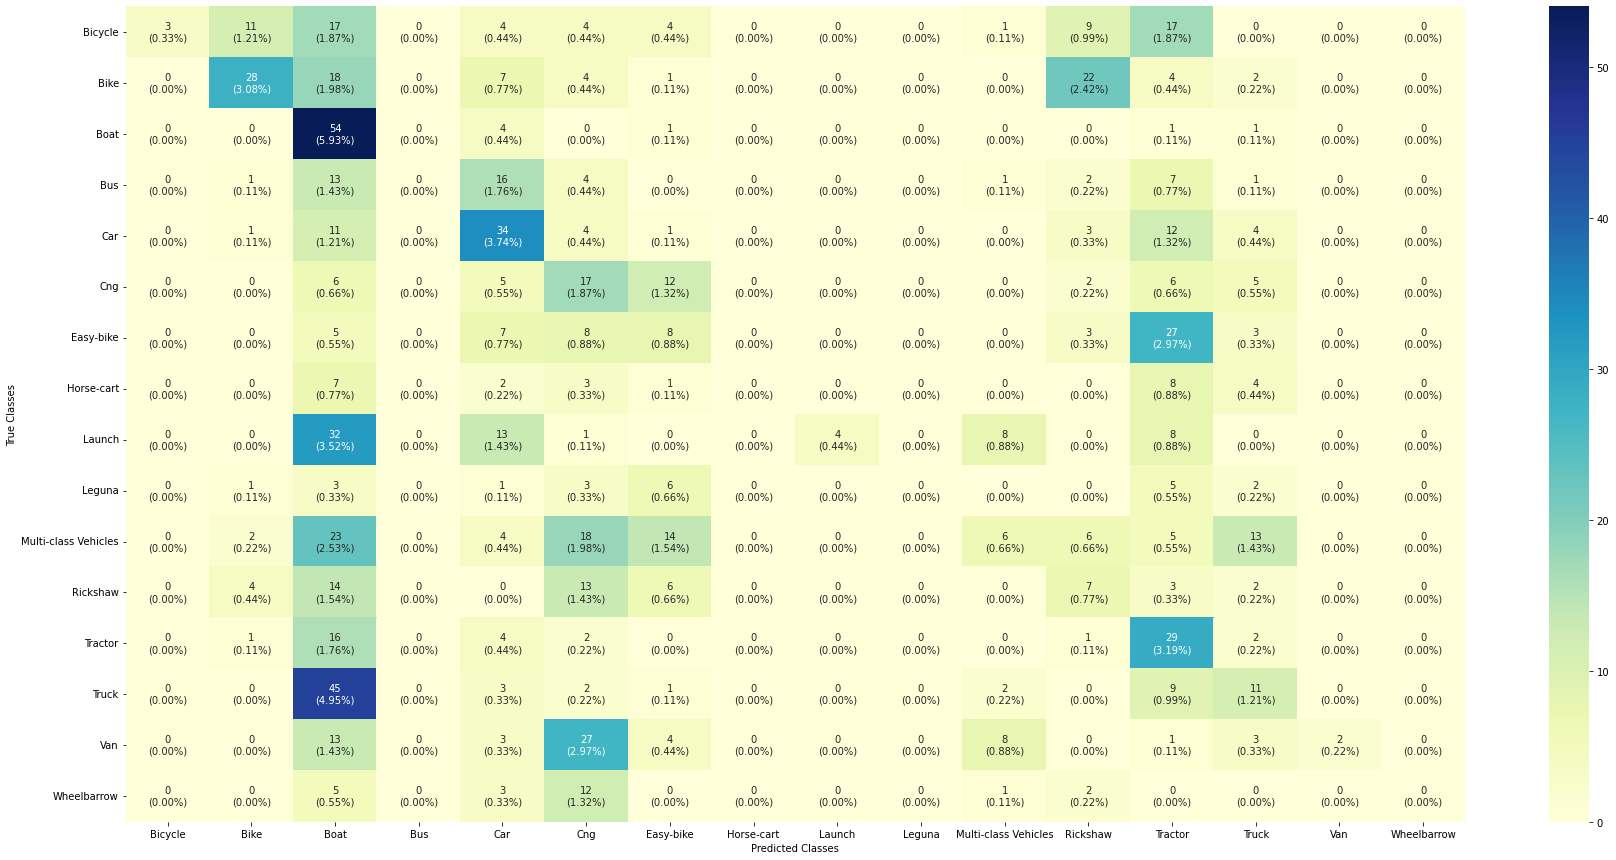 Bicycle 3 11 17 0 4 4 4 0 0 0 1 9 17 0 0 0
(0.33%) (1.21%) (1.87%) (0.00%) (0.44%) (0.44%) (0.44%) (0.00%) (0.00%) (0.00%) (0.11%) (0.99%) (1.87%) (0.00%) (0.00%) (0.00%)
50
Bike 0 28 18 0 7 4 1 0 0 0 0 22 4 2 0 0
(0.00%) (3.08%) (1.98%) (0.00%) (0.77%) (0.44%) (0.11%) (0.00%) (0.00%) (0.00%) (0.00%) (2.42%) (0.44%) (0.22%) (0.00%) (0.00%)
Boat 0 0 54 0 4 0 1 0 0 0 0 0 1 1 0 0
(0.00%) (0.00%) (5.93%) (0.00%) (0.44%) (0.00%) (0.11%) (0.00%) (0.00%) (0.00%) (0.00%) (0.00%) (0.11%) (0.11%) (0.00%) (0.00%)
Bus 0 1 13 0 16 4 0 0 0 0 1 2 7 1 0 0
(0.00%) (0.11%) (1.43%) (0.00%) (1.76%) (0.44%) (0.00%) (0.00%) (0.00%) (0.00%) (0.11%) (0.22%) (0.77%) (0.11%) (0.00%) (0.00%)
40
Car 0 1 11 0 34 4 1 0 0 0 0 3 12 4 0 0
(0.00%) (0.11%) (1.21%) (0.00%) (3.74%) (0.44%) (0.11%) (0.00%) (0.00%) (0.00%) (0.00%) (0.33%) (1.32%) (0.44%) (0.00%) (0.00%)
Cng 0 0 6 0 5 17 12 0 0 0 0 2 6 5 0 0
(0.00%) (0.00%) (0.66%) (0.00%) (0.55%) (1.87%) (1.32%) (0.00%) (0.00%) (0.00%) (0.00%) (0.22%) (0.66%) (0.55%) (0.00%) (0.00%)
Easy-bike 0 0 5 0 7 8 8 0 0 0 0 3 27 3 0 0
(0.00%) (0.00%) (0.55%) (0.00%) (0.77%) (0.88%) (0.88%) (0.00%) (0.00%) (0.00%) (0.00%) (0.33%) (2.97%) (0.33%) (0.00%) (0.00%)
30
Horse-cart 0 0 7 0 2 3 1 0 0 0 0 0 8 4 0 0
(0.00%) (0.00%) (0.77%) (0.00%) (0.22%) (0.33%) (0.11%) (0.00%) (0.00%) (0.00%) (0.00%) (0.00%) (0.88%) (0.44%) (0.00%) (0.00%)
True Classes
Launch 0 0 32 0 13 1 0 0 4 0 8 0 8 0 0 0
(0.00%) (0.00%) (3.52%) (0.00%) (1.43%) (0.11%) (0.00%) (0.00%) (0.44%) (0.00%) (0.88%) (0.00%) (0.88%) (0.00%) (0.00%) (0.00%)
Leguna 0 1 3 0 1 3 6 0 0 0 0 0 5 2 0 0
(0.00%) (0.11%) (0.33%) (0.00%) (0.11%) (0.33%) (0.66%) (0.00%) (0.00%) (0.00%) (0.00%) (0.00%) (0.55%) (0.22%) (0.00%) (0.00%)
20
Multi-class Vehicles 0 2 23 0 4 18 14 0 0 0 6 6 5 13 0 0
(0.00%) (0.22%) (2.53%) (0.00%) (0.44%) (1.98%) (1.54%) (0.00%) (0.00%) (0.00%) (0.66%) (0.66%) (0.55%) (1.43%) (0.00%) (0.00%)
Rickshaw 0 4 14 0 0 13 6 0 0 0 0 7 3 2 0 0
(0.00%) (0.44%) (1.54%) (0.00%) (0.00%) (1.43%) (0.66%) (0.00%) (0.00%) (0.00%) (0.00%) (0.77%) (0.33%) (0.22%) (0.00%) (0.00%)
Tractor 0 1 16 0 4 2 0 0 0 0 0 1 29 2 0 0
(0.00%) (0.11%) (1.76%) (0.00%) (0.44%) (0.22%) (0.00%) (0.00%) (0.00%) (0.00%) (0.00%) (0.11%) (3.19%) (0.22%) (0.00%) (0.00%)
10
Truck 0 0 45 0 3 2 1 0 0 0 2 0 9 11 0 0
(0.00%) (0.00%) (4.95%) (0.00%) (0.33%) (0.22%) (0.11%) (0.00%) (0.00%) (0.00%) (0.22%) (0.00%) (0.99%) (1.21%) (0.00%) (0.00%)
Van 0 0 13 0 3 27 4 0 0 0 8 0 1 3 2 0
(0.00%) (0.00%) (1.43%) (0.00%) (0.33%) (2.97%) (0.44%) (0.00%) (0.00%) (0.00%) (0.88%) (0.00%) (0.11%) (0.33%) (0.22%) (0.00%)
Wheelbarrow 0 0 5 0 3 12 0 0 0 0 1 2 0 0 0 0
(0.00%) (0.00%) (0.55%) (0.00%) (0.33%) (1.32%) (0.00%) (0.00%) (0.00%) (0.00%) (0.11%) (0.22%) (0.00%) (0.00%) (0.00%) (0.00%)
0
Bicycle Bike Boat Bus Car Cng Easy-bike Horse-cart Launch Leguna Multi-class Vehicles Rickshaw Tractor Truck Van Wheelbarrow
Predicted Classes